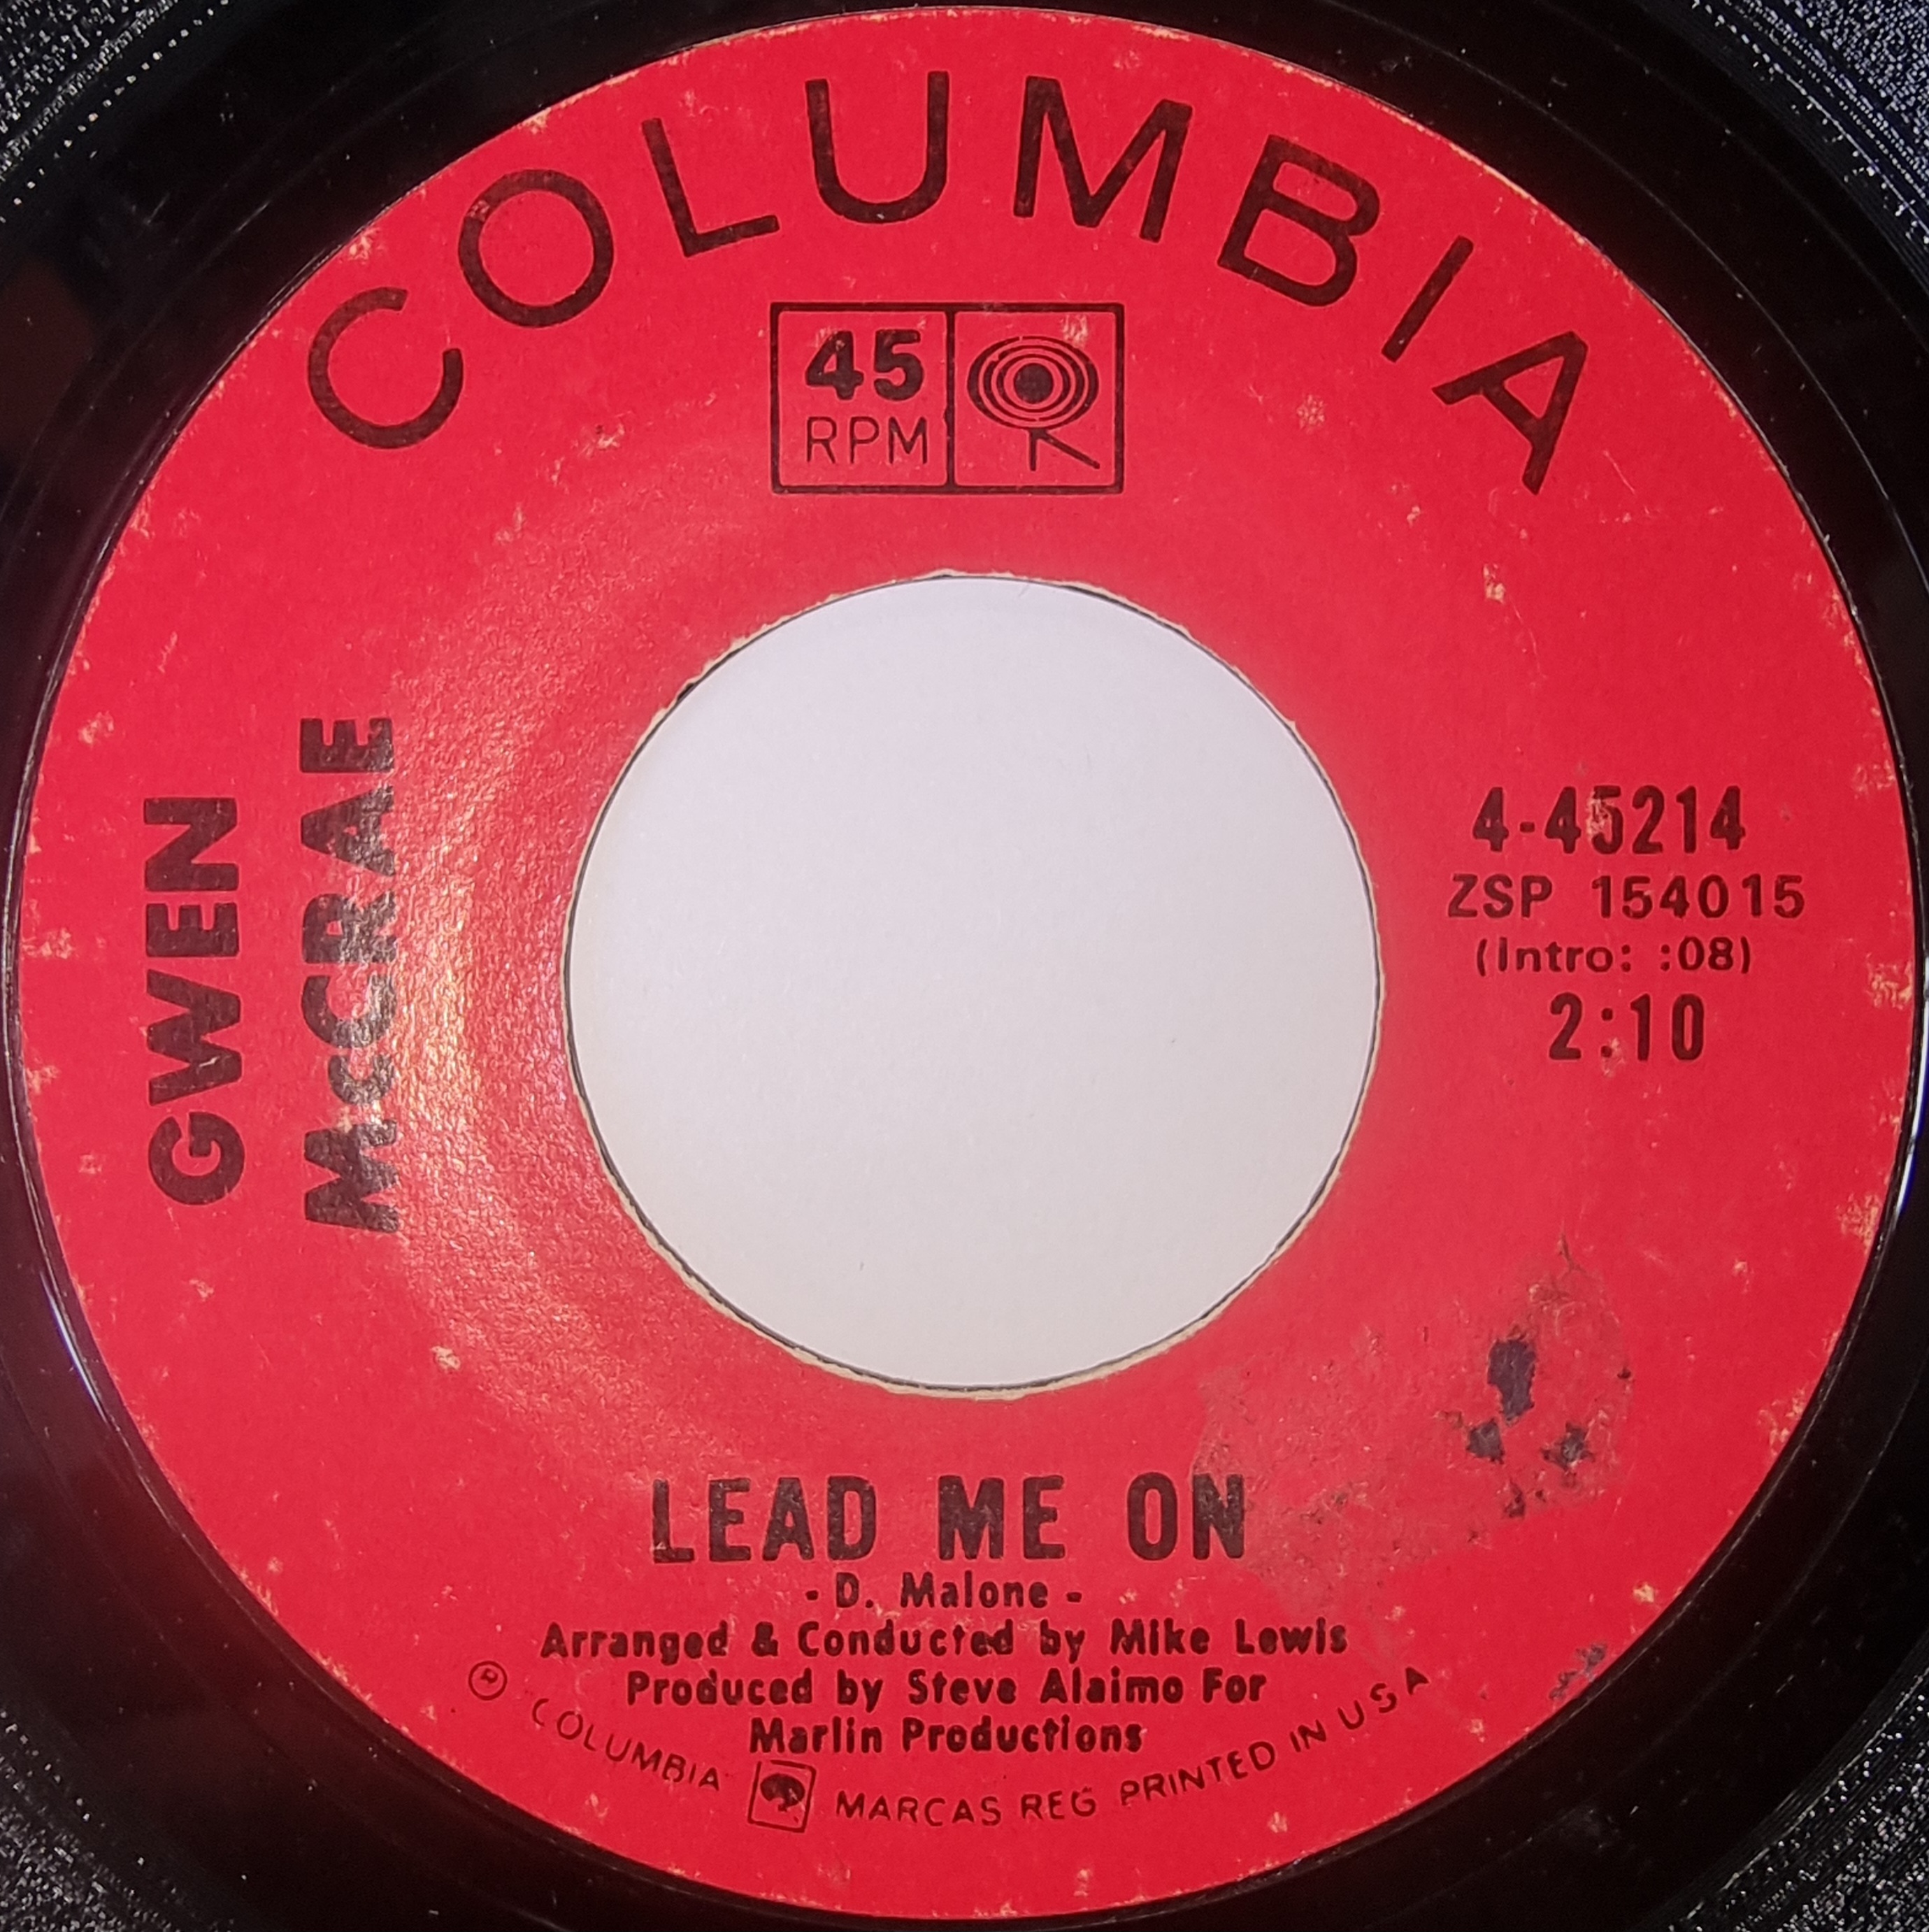 COLUMBIA
45
RPM
GWEN
McCRAE
4-45214
ZSP 154015
(Intro: :08)
2:10
LEAD ME ON
- D. Malone -
Arranged & Conducted by Mike Lewis
Produced by Steve Alaimo For
Marlin Productions
® COLUMBIA MARCAS REG PRINTED IN U S A